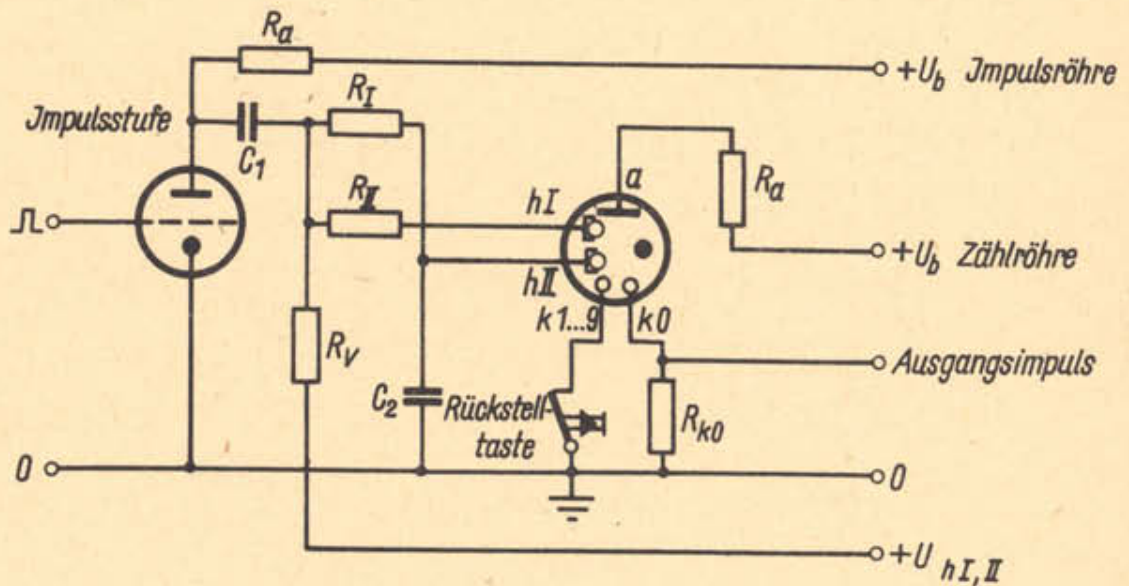 Ra
+Ub Jmpulsröhre
Jmpulsstufe
C1
RI
RII
hI
a
Ra
hII
+Ub Zählröhre
k1...9
k0
RV
Ausgangsimpuls
C2
Rückstell-
taste
Rk0
0
0
+U hI,II